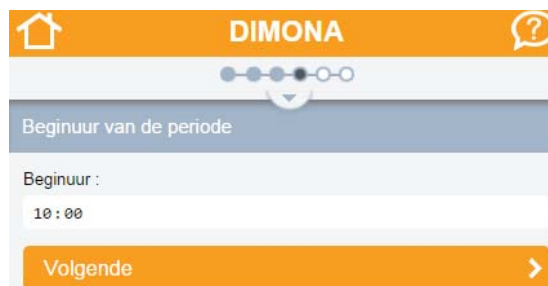 DIMONA
?
Beginuur van de periode
Beginuur :
10:00
Volgende